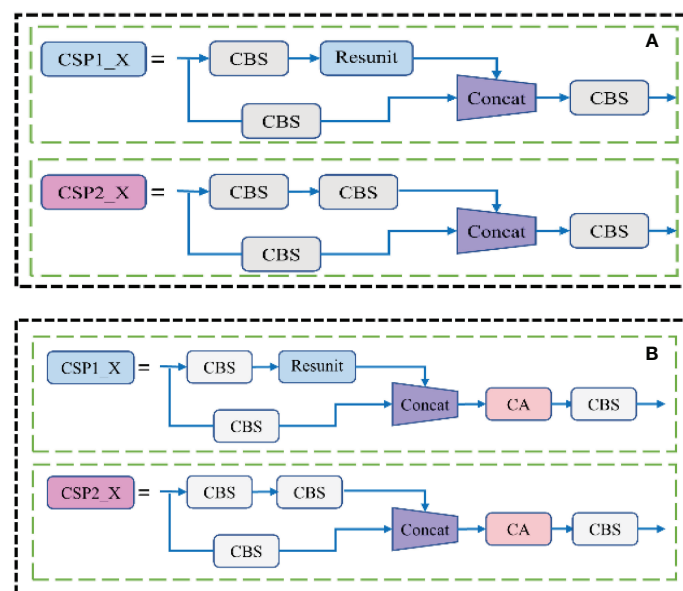 A
CSP1_X = CBS Resunit
Concat CBS
CBS
CSP2_X = CBS CBS
Concat CBS
CBS
B
CSP1_X = CBS Resunit
Concat CA CBS
CBS
CSP2_X = CBS CBS
Concat CA CBS
CBS